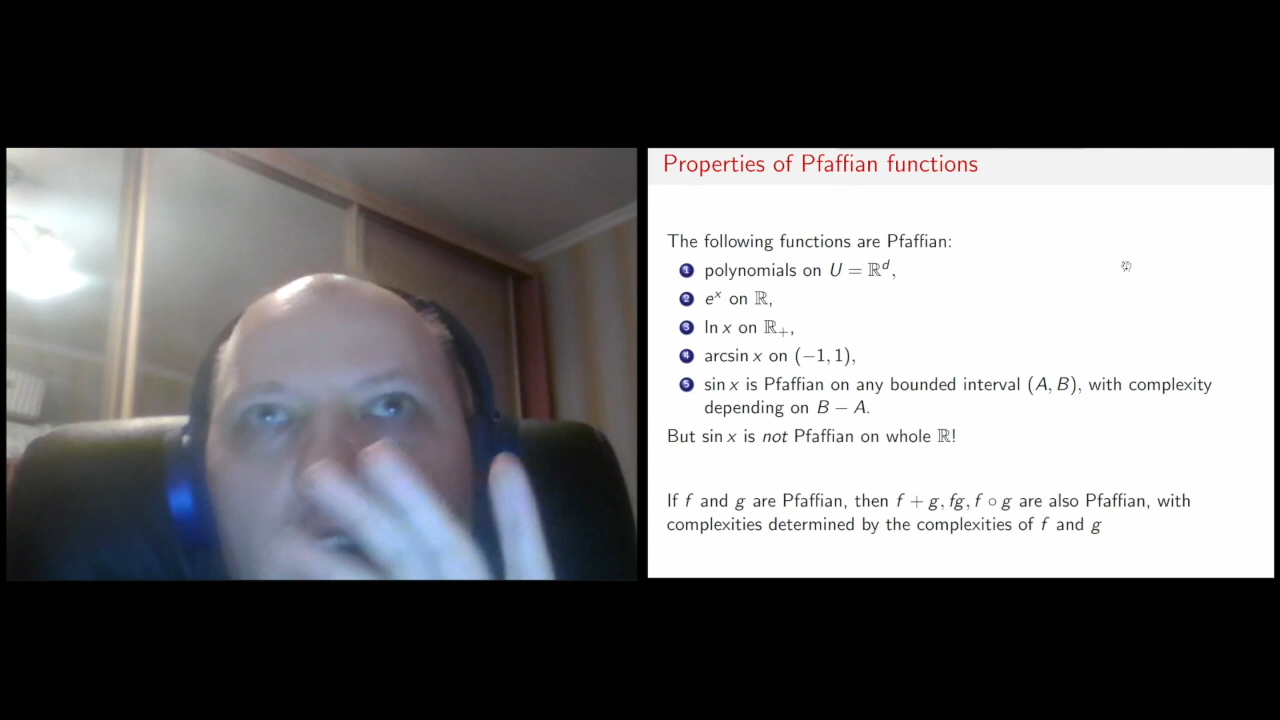 Properties of Pfaffian functions
The following functions are Pfaffian:
1 polynomials on U = ℝᵈ,
2 eˣ on ℝ,
3 ln x on ℝ₊,
4 arcsin x on (−1, 1),
5 sin x is Pfaffian on any bounded interval (A, B), with complexity
depending on B − A.
But sin x is not Pfaffian on whole ℝ!
If f and g are Pfaffian, then f + g, fg, f ∘ g are also Pfaffian, with
complexities determined by the complexities of f and g